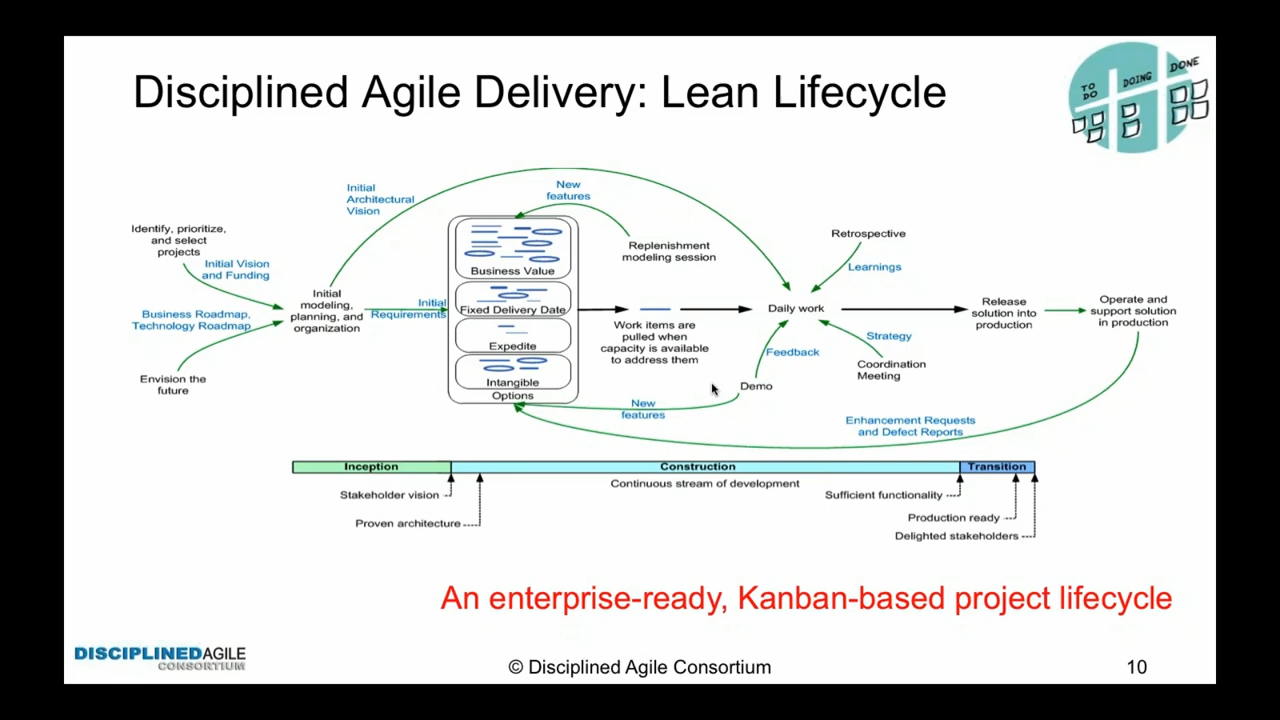 Disciplined Agile Delivery: Lean Lifecycle
TO
DO
DOING
DONE
Identify, prioritize,
and select
projects
Initial Vision
and Funding
Business Roadmap,
Technology Roadmap
Envision the
future
Initial
modeling,
planning, and
organization
Initial
Architectural
Vision
Initial
Requirements
New
features
Business Value
Fixed Delivery Date
Expedite
Intangible
Options
Replenishment
modeling session
Work items are
pulled when
capacity is available
to address them
New
features
Demo
Feedback
Daily work
Retrospective
Learnings
Strategy
Coordination
Meeting
Release
solution into
production
Operate and
support solution
in production
Enhancement Requests
and Defect Reports
Inception
Construction
Transition
Continuous stream of development
Stakeholder vision
Proven architecture
Sufficient functionality
Production ready
Delighted stakeholders
An enterprise-ready, Kanban-based project lifecycle
DISCIPLINEDAGILE
CONSORTIUM
© Disciplined Agile Consortium
10